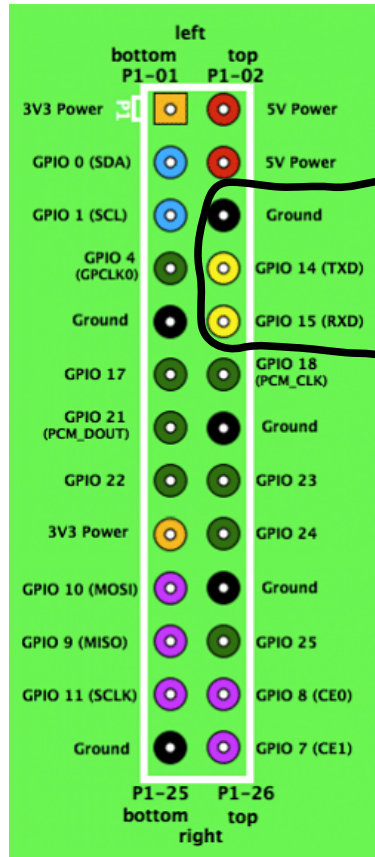 left
bottom top
P1-01 P1-02
3V3 Power P1 5V Power
GPIO 0 (SDA) 5V Power
GPIO 1 (SCL) Ground
GPIO 4
(GPCLK0) GPIO 14 (TXD)
Ground GPIO 15 (RXD)
GPIO 17 GPIO 18
(PCM_CLK)
GPIO 21
(PCM_DOUT) Ground
GPIO 22 GPIO 23
3V3 Power GPIO 24
GPIO 10 (MOSI) Ground
GPIO 9 (MISO) GPIO 25
GPIO 11 (SCLK) GPIO 8 (CE0)
Ground GPIO 7 (CE1)
P1-25 P1-26
bottom top
right